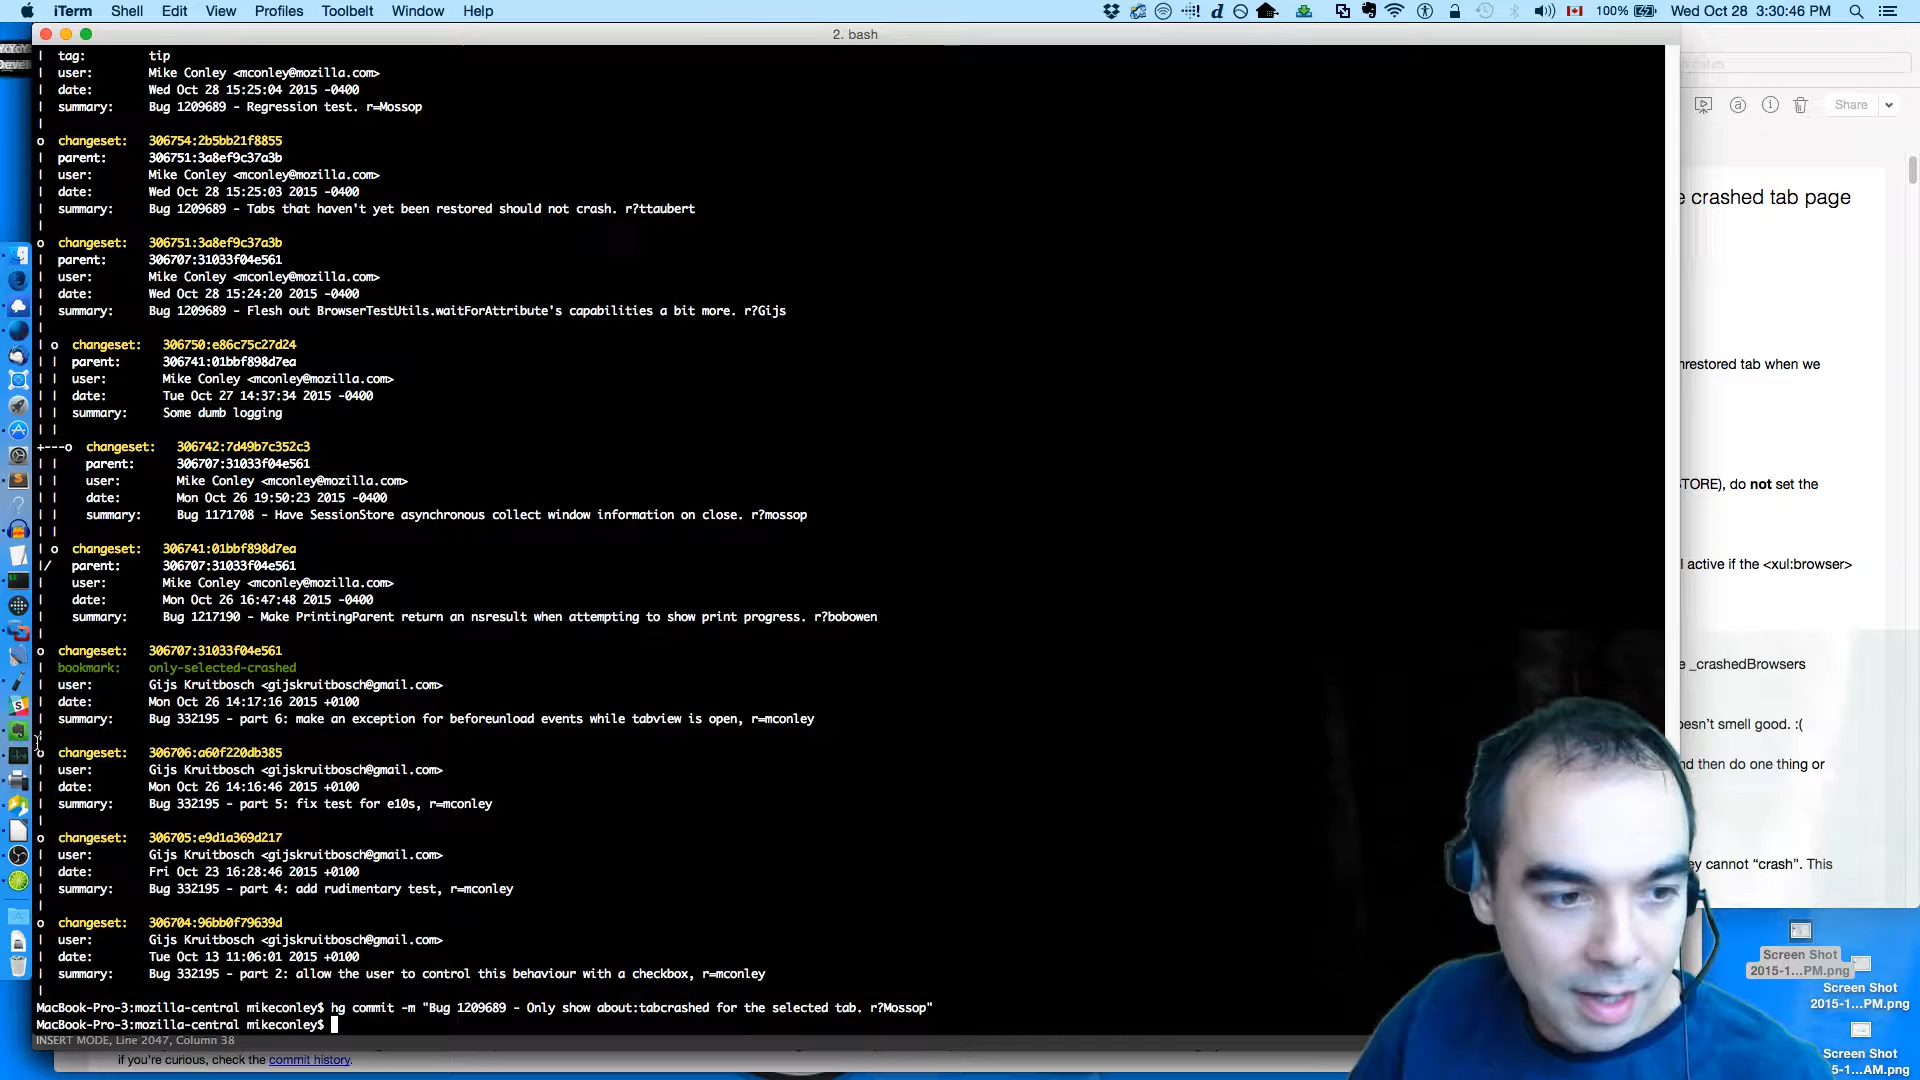 iTerm Shell Edit View Profiles Toolbelt Window Help
100% Wed Oct 28 3:30:46 PM
2. bash
| tag: tip
| user: Mike Conley <mconley@mozilla.com>
| date: Wed Oct 28 15:25:04 2015 -0400
| summary: Bug 1209689 - Regression test. r=Mossop
|
o changeset: 306754:2b5bb21f8855
| parent: 306751:3a8ef9c37a3b
| user: Mike Conley <mconley@mozilla.com>
| date: Wed Oct 28 15:25:03 2015 -0400
| summary: Bug 1209689 - Tabs that haven't yet been restored should not crash. r?ttaubert
|
o changeset: 306751:3a8ef9c37a3b
| parent: 306707:31033f04e561
| user: Mike Conley <mconley@mozilla.com>
| date: Wed Oct 28 15:24:20 2015 -0400
| summary: Bug 1209689 - Flesh out BrowserTestUtils.waitForAttribute's capabilities a bit more. r?Gijs
|
| o changeset: 306750:e86c75c27d24
| | parent: 306741:01bbf898d7ea
| | user: Mike Conley <mconley@mozilla.com>
| | date: Tue Oct 27 14:37:34 2015 -0400
| | summary: Some dumb logging
| |
+---o changeset: 306742:7d49b7c352c3
| | parent: 306707:31033f04e561
| | user: Mike Conley <mconley@mozilla.com>
| | date: Mon Oct 26 19:50:23 2015 -0400
| | summary: Bug 1171708 - Have SessionStore asynchronous collect window information on close. r?mossop
| |
| o changeset: 306741:01bbf898d7ea
|/ parent: 306707:31033f04e561
| user: Mike Conley <mconley@mozilla.com>
| date: Mon Oct 26 16:47:48 2015 -0400
| summary: Bug 1217190 - Make PrintingParent return an nsresult when attempting to show print progress. r?bobowen
|
o changeset: 306707:31033f04e561
| bookmark: only-selected-crashed
| user: Gijs Kruitbosch <gijskruitbosch@gmail.com>
| date: Mon Oct 26 14:17:16 2015 +0100
| summary: Bug 332195 - part 6: make an exception for beforeunload events while tabview is open, r=mconley
|
o changeset: 306706:a60f220db385
| user: Gijs Kruitbosch <gijskruitbosch@gmail.com>
| date: Mon Oct 26 14:16:46 2015 +0100
| summary: Bug 332195 - part 5: fix test for e10s, r=mconley
|
o changeset: 306705:e9d1a369d217
| user: Gijs Kruitbosch <gijskruitbosch@gmail.com>
| date: Fri Oct 23 16:28:46 2015 +0100
| summary: Bug 332195 - part 4: add rudimentary test, r=mconley
|
o changeset: 306704:96bb0f79639d
| user: Gijs Kruitbosch <gijskruitbosch@gmail.com>
| date: Tue Oct 13 11:06:01 2015 +0100
| summary: Bug 332195 - part 2: allow the user to control this behaviour with a checkbox, r=mconley
|
MacBook-Pro-3:mozilla-central mikeconley$ hg commit -m "Bug 1209689 - Only show about:tabcrashed for the selected tab. r?Mossop"
MacBook-Pro-3:mozilla-central mikeconley$
INSERT MODE, Line 2047, Column 38
if you're curious, check the commit history.
Share
e crashed tab page
nrestored tab when we
TORE), do not set the
l active if the <xul:browser>
e _crashedBrowsers
esn't smell good. :(
nd then do one thing or
ey cannot "crash". This
Screen Shot
2015-1...PM.png
Screen Shot
2015-1...PM.png
Screen Shot
5-1...AM.png